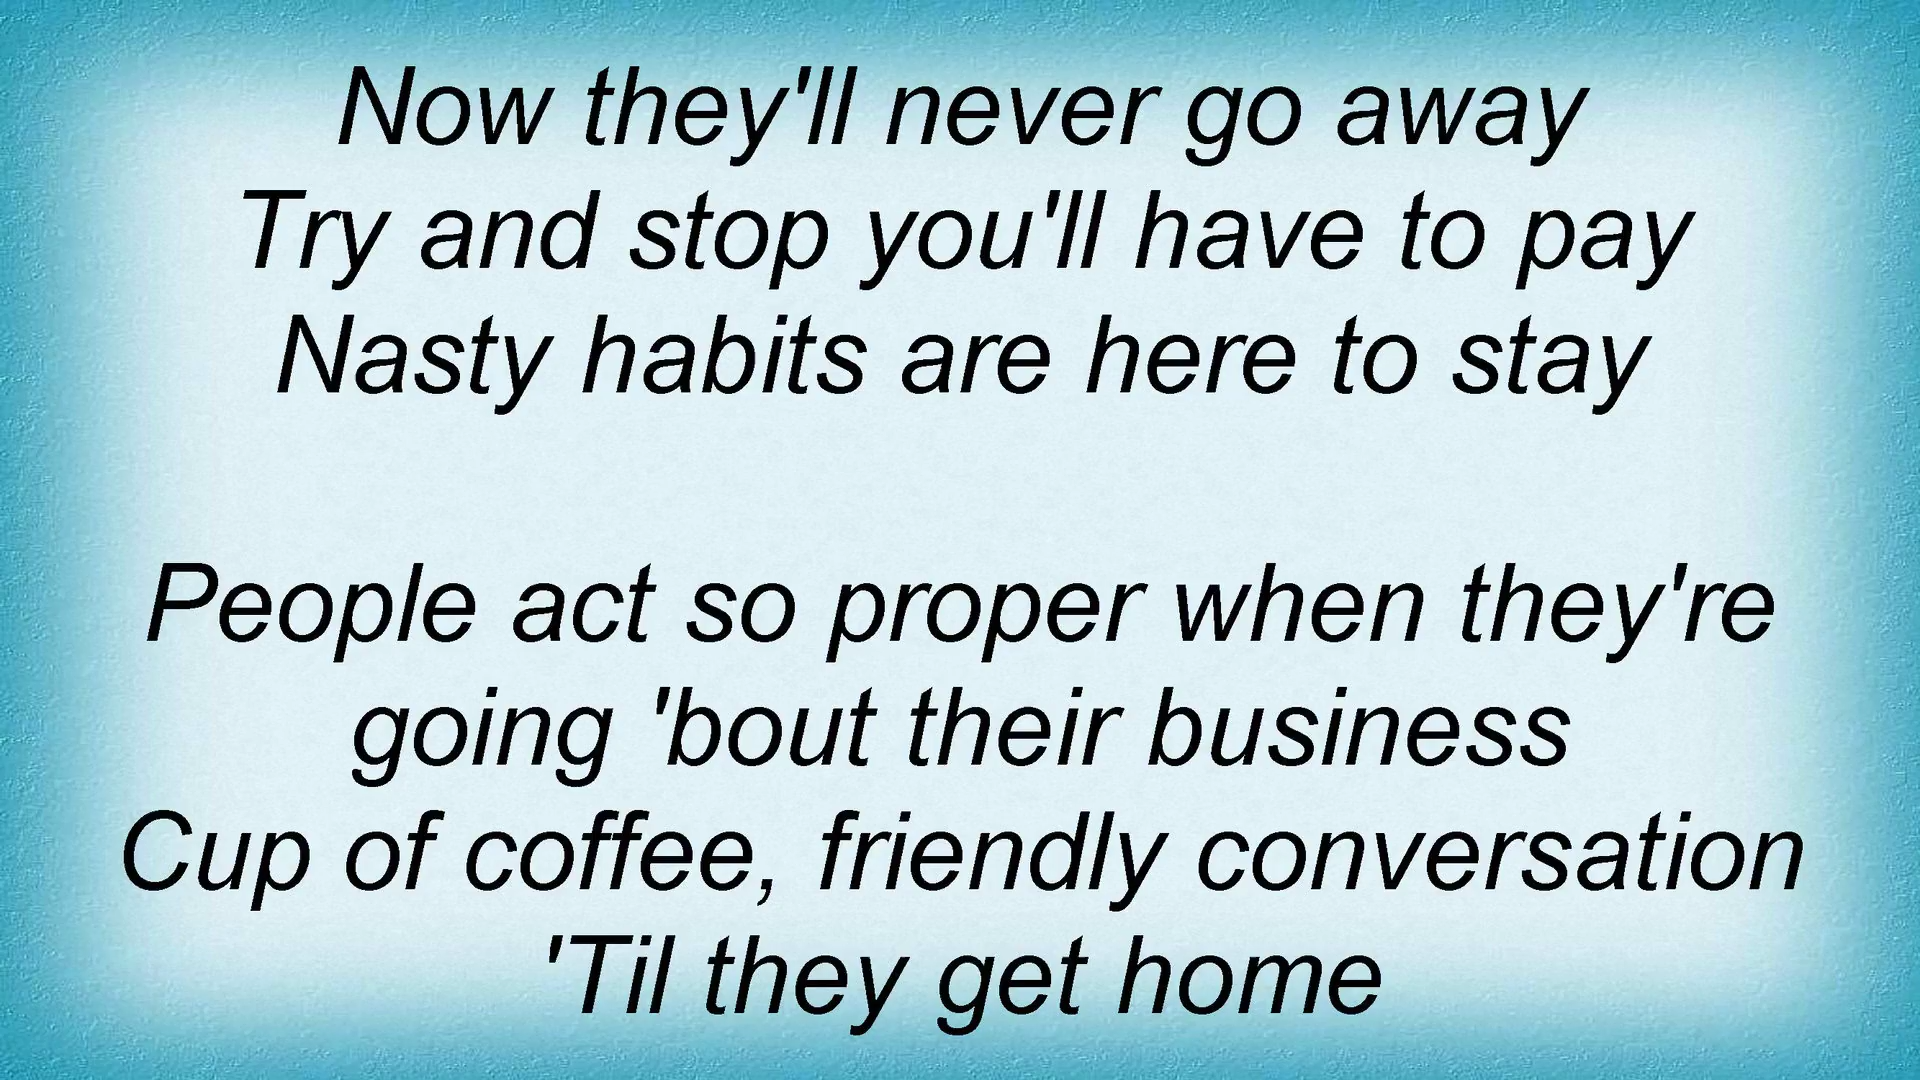 Now they'll never go away
Try and stop you'll have to pay
Nasty habits are here to stay
People act so proper when they're
going 'bout their business
Cup of coffee, friendly conversation
'Til they get home